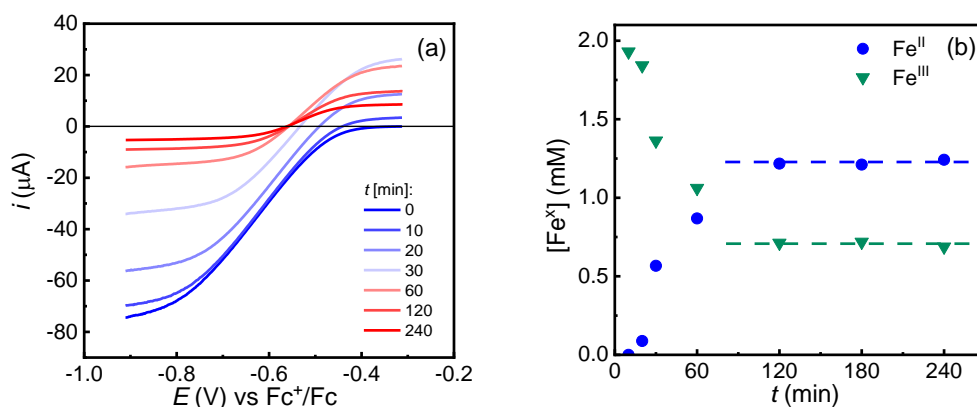 (a)
40
20
0
-20
-40
-60
-80
i (μA)
t [min]:
0
10
20
30
60
120
240
-1.0 -0.8 -0.6 -0.4 -0.2
E (V) vs Fc⁺/Fc
(b)
Feᴵᴵ
Feᴵᴵᴵ
2.0
1.5
1.0
0.5
0.0
[Feˣ] (mM)
0 60 120 180 240
t (min)